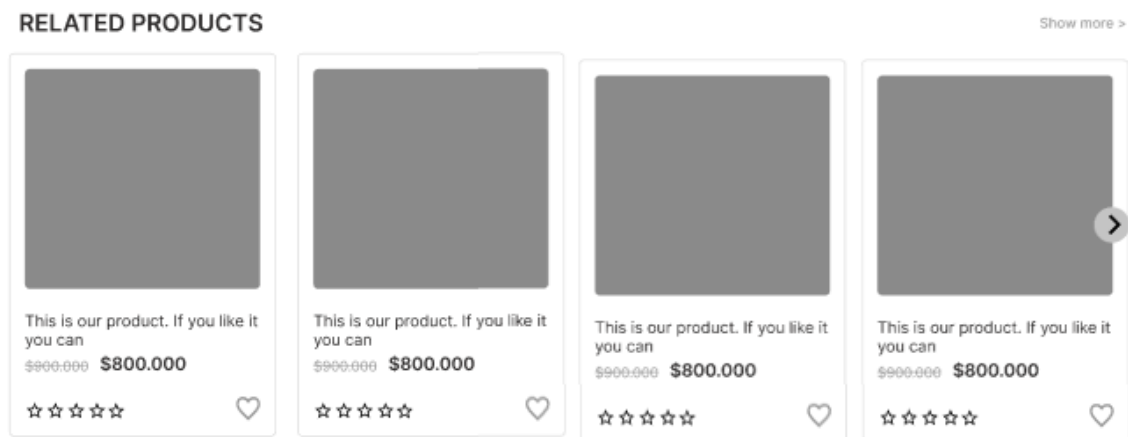 RELATED PRODUCTS
Show more >
This is our product. If you like it
you can
$900.000 $800.000
This is our product. If you like it
you can
$900.000 $800.000
This is our product. If you like it
you can
$900.000 $800.000
This is our product. If you like it
you can
$900.000 $800.000